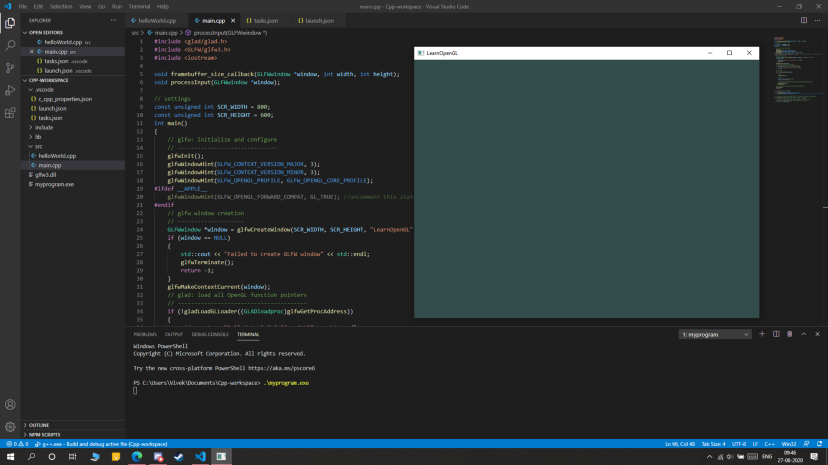 File Edit Selection View Go Run Terminal Help
main.cpp - Cpp-workspace - Visual Studio Code
EXPLORER
OPEN EDITORS
helloWorld.cpp src
main.cpp src
tasks.json .vscode
launch.json .vscode
CPP-WORKSPACE
.vscode
c_cpp_properties.json
launch.json
tasks.json
include
lib
src
helloWorld.cpp
main.cpp
glfw3.dll
myprogram.exe
OUTLINE
NPM SCRIPTS
helloWorld.cpp
main.cpp
tasks.json
launch.json
src > main.cpp > processInput(GLFWwindow *)
1 #include <glad/glad.h>
2 #include <GLFW/glfw3.h>
3 #include <iostream>
4
5 void framebuffer_size_callback(GLFWwindow *window, int width, int height);
6 void processInput(GLFWwindow *window);
7
8 // settings
9 const unsigned int SCR_WIDTH = 800;
10 const unsigned int SCR_HEIGHT = 600;
11 int main()
12 {
13 // glfw: initialize and configure
14 // ------------------------------
15 glfwInit();
16 glfwWindowHint(GLFW_CONTEXT_VERSION_MAJOR, 3);
17 glfwWindowHint(GLFW_CONTEXT_VERSION_MINOR, 3);
18 glfwWindowHint(GLFW_OPENGL_PROFILE, GLFW_OPENGL_CORE_PROFILE);
19 #ifdef __APPLE__
20 glfwWindowHint(GLFW_OPENGL_FORWARD_COMPAT, GL_TRUE); //uncomment this stat
21 #endif
22 // glfw window creation
23 // --------------------
24 GLFWwindow *window = glfwCreateWindow(SCR_WIDTH, SCR_HEIGHT, "LearnOpenGL"
25 if (window == NULL)
26 {
27 std::cout << "Failed to create GLFW window" << std::endl;
28 glfwTerminate();
29 return -1;
30 }
31 glfwMakeContextCurrent(window);
32 // glad: load all OpenGL function pointers
33 // ---------------------------------------
34 if (!gladLoadGLLoader((GLADloadproc)glfwGetProcAddress))
35 {
LearnOpenGL
PROBLEMS OUTPUT DEBUG CONSOLE TERMINAL
1: myprogram
Windows PowerShell
Copyright (C) Microsoft Corporation. All rights reserved.
Try the new cross-platform PowerShell https://aka.ms/pscore6
PS C:\Users\Vivek\Documents\Cpp-workspace> .\myprogram.exe
0 0 g++.exe - Build and debug active file (Cpp-workspace)
Ln 66, Col 48 Tab Size: 4 UTF-8 LF C++ Win32
ENG
09:46
27-08-2020